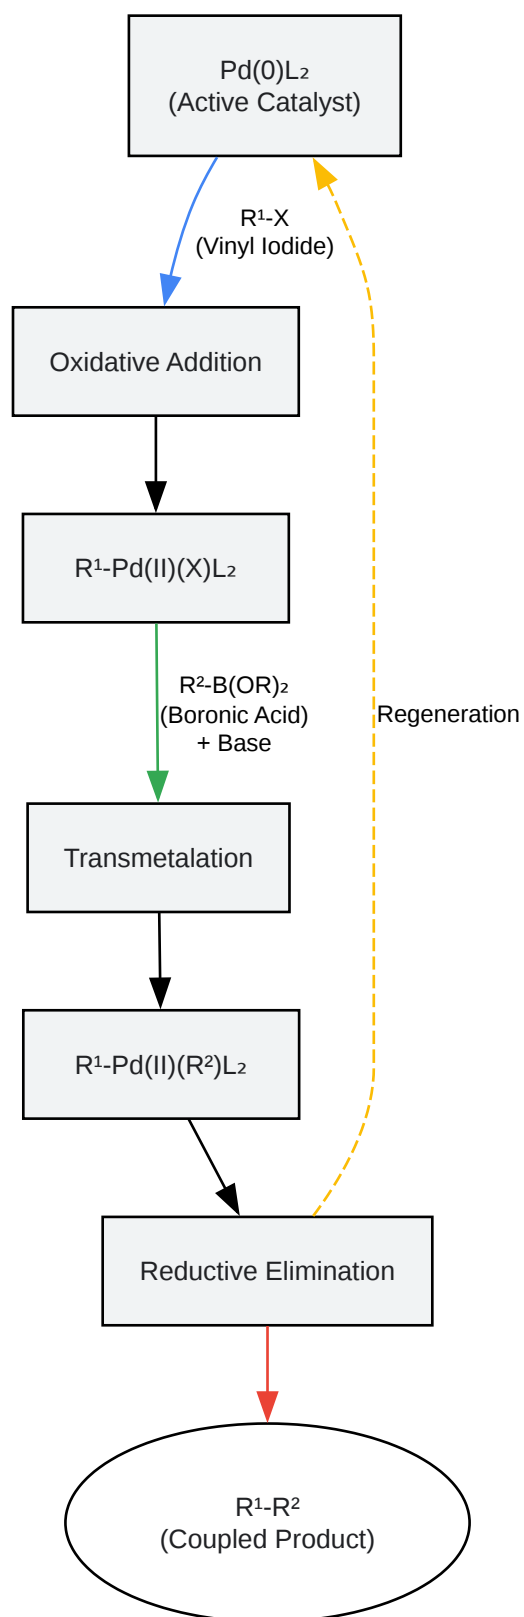 Pd(0)L₂
(Active Catalyst)
R¹-X
(Vinyl Iodide)
Oxidative Addition
R¹-Pd(II)(X)L₂
R²-B(OR)₂
(Boronic Acid)
+ Base
Regeneration
Transmetalation
R¹-Pd(II)(R²)L₂
Reductive Elimination
R¹-R²
(Coupled Product)